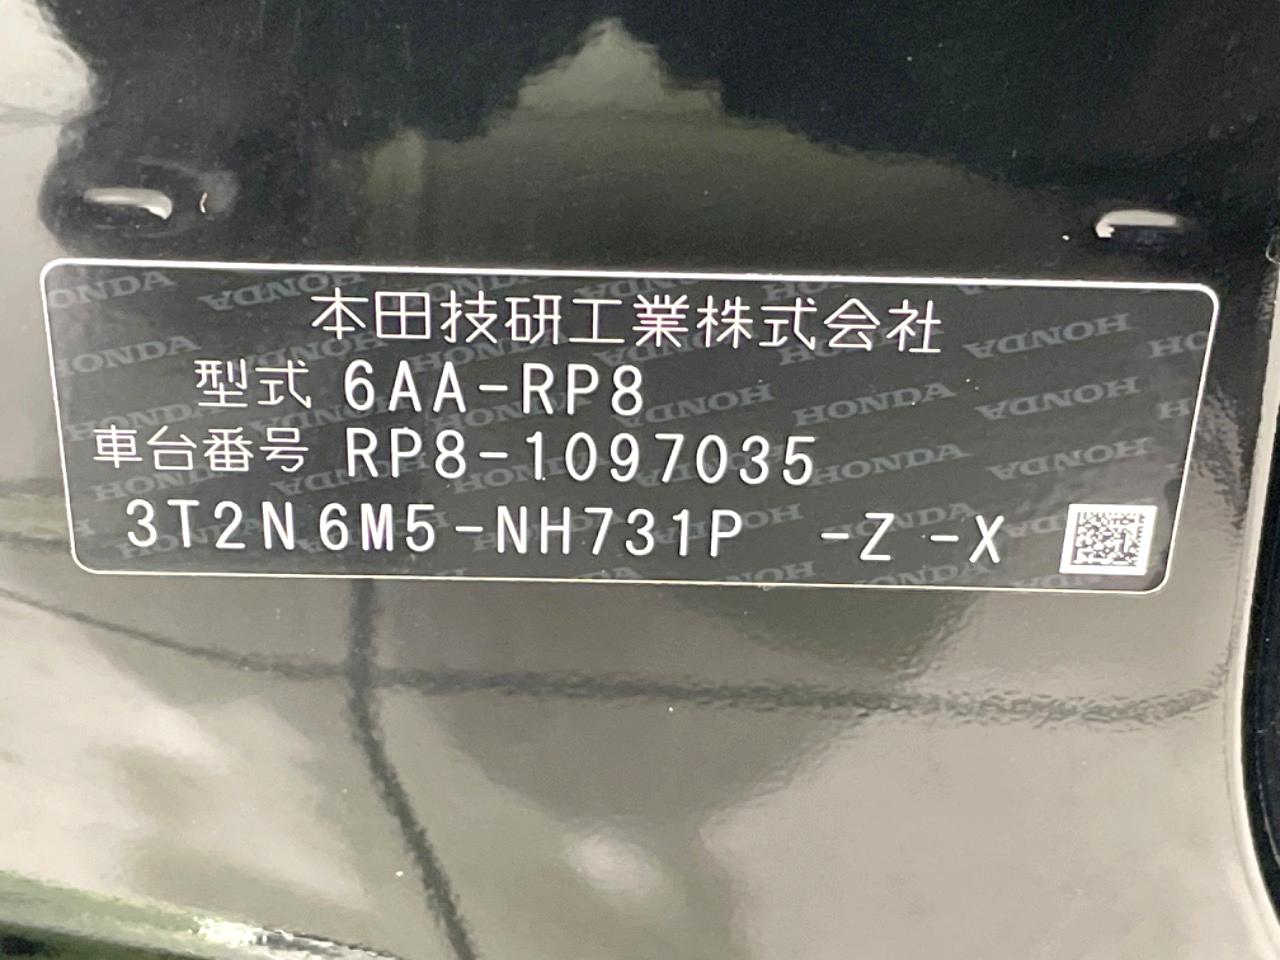 本田技研工業株式会社
型式 6AA-RP8
車台番号 RP8-1097035
3T2N6M5-NH731P -Z -X